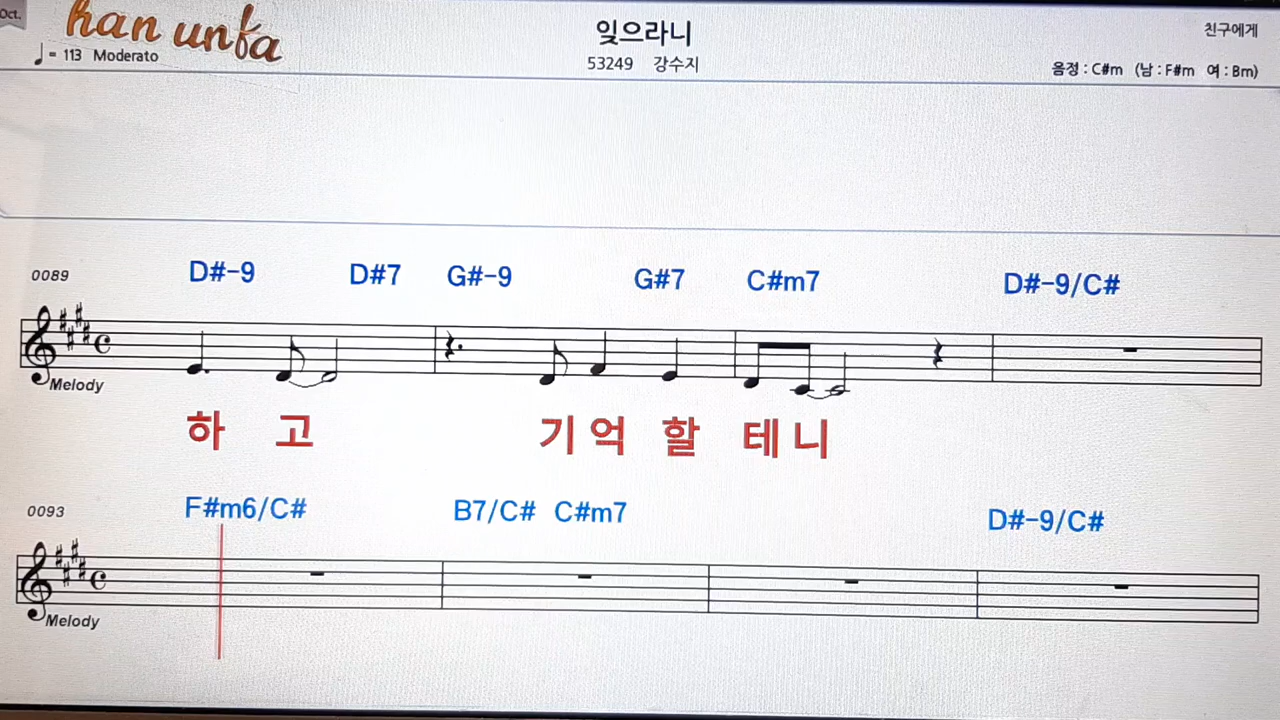 Oct.
han unfa
잊으라니
친구에게
♩= 113 Moderato
53249 강수지
음정 : C#m (남 : F#m 여 : Bm)
0089
D#-9 D#7 G#-9 G#7 C#m7 D#-9/C#
Melody
하 고 기 억 할 테 니
0093
F#m6/C# B7/C# C#m7 D#-9/C#
Melody